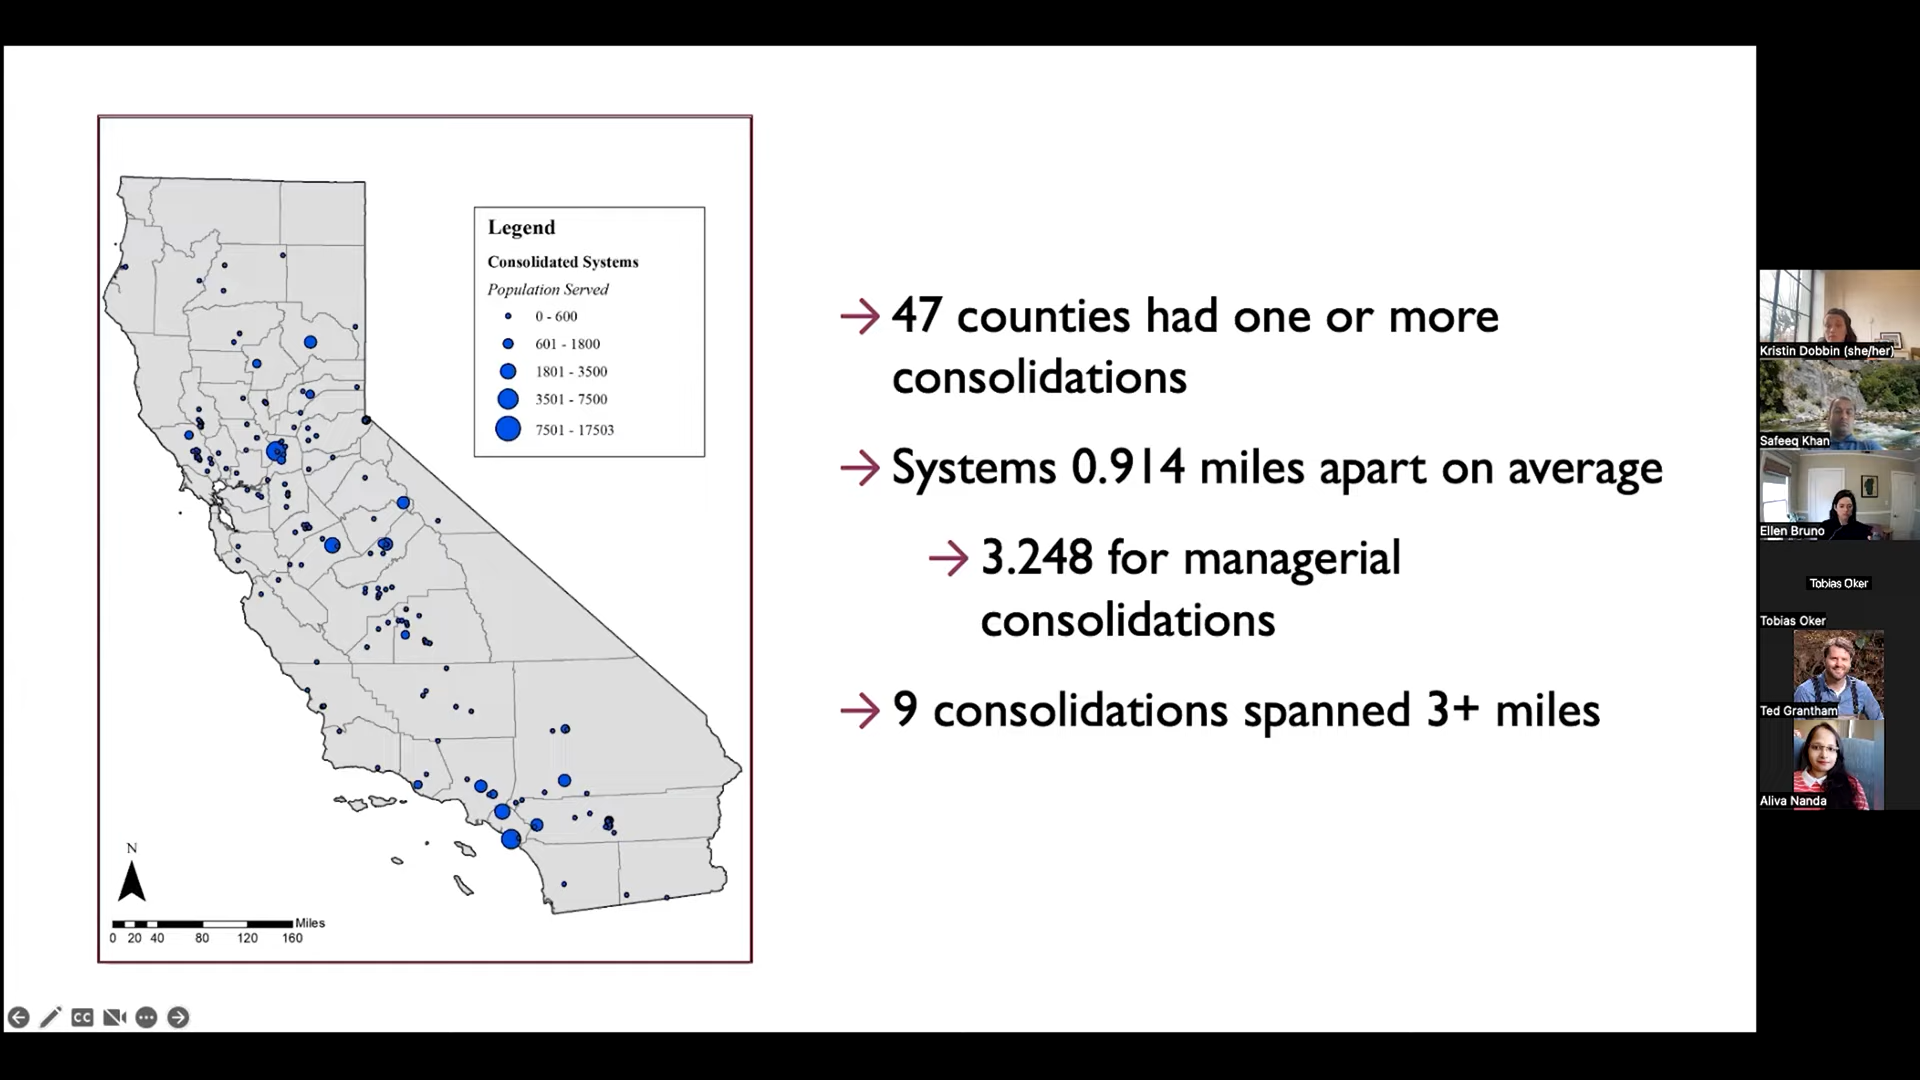 Legend
Consolidated Systems
Population Served
0 - 600
601 - 1800
1801 - 3500
3501 - 7500
7501 - 17503
N
Miles
0 20 40 80 120 160
→ 47 counties had one or more
consolidations
→ Systems 0.914 miles apart on average
→ 3.248 for managerial
consolidations
→ 9 consolidations spanned 3+ miles
CC
Kristin Dobbin (she/her)
Safeeq Khan
Ellen Bruno
Tobias Oker
Tobias Oker
Ted Grantham
Aliva Nanda